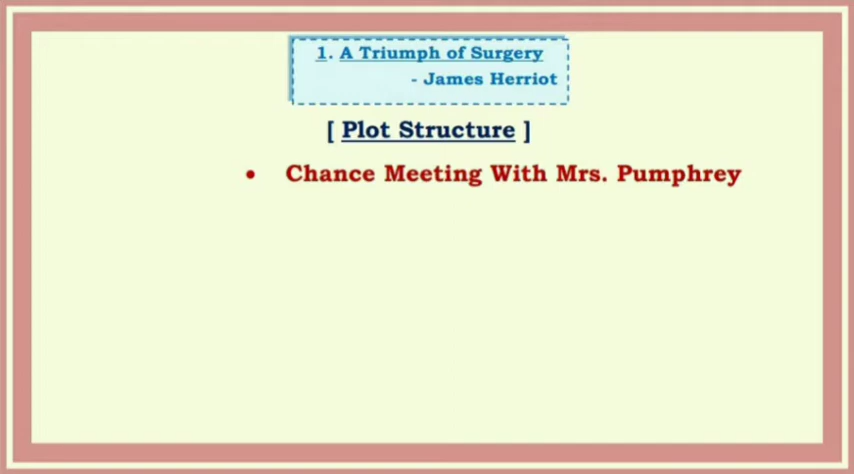 1. A Triumph of Surgery
- James Herriot
[ Plot Structure ]
• Chance Meeting With Mrs. Pumphrey